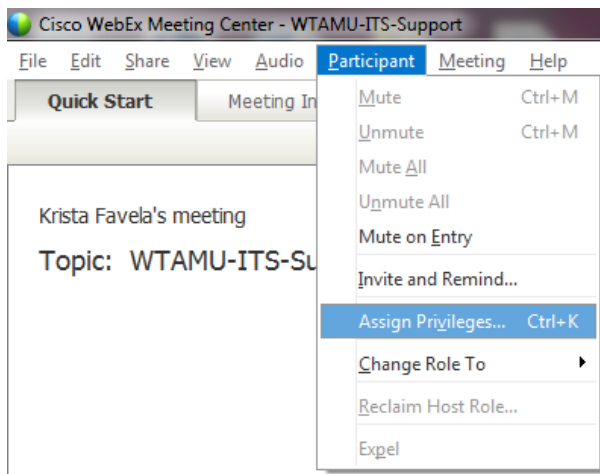 Cisco WebEx Meeting Center - WTAMU-ITS-Support
File Edit Share View Audio Participant Meeting Help
Quick Start Meeting In
Mute Ctrl+M
Unmute Ctrl+M
Mute All
Unmute All
Mute on Entry
Invite and Remind...
Assign Privileges... Ctrl+K
Change Role To
Reclaim Host Role...
Expel
Krista Favela's meeting
Topic: WTAMU-ITS-Su